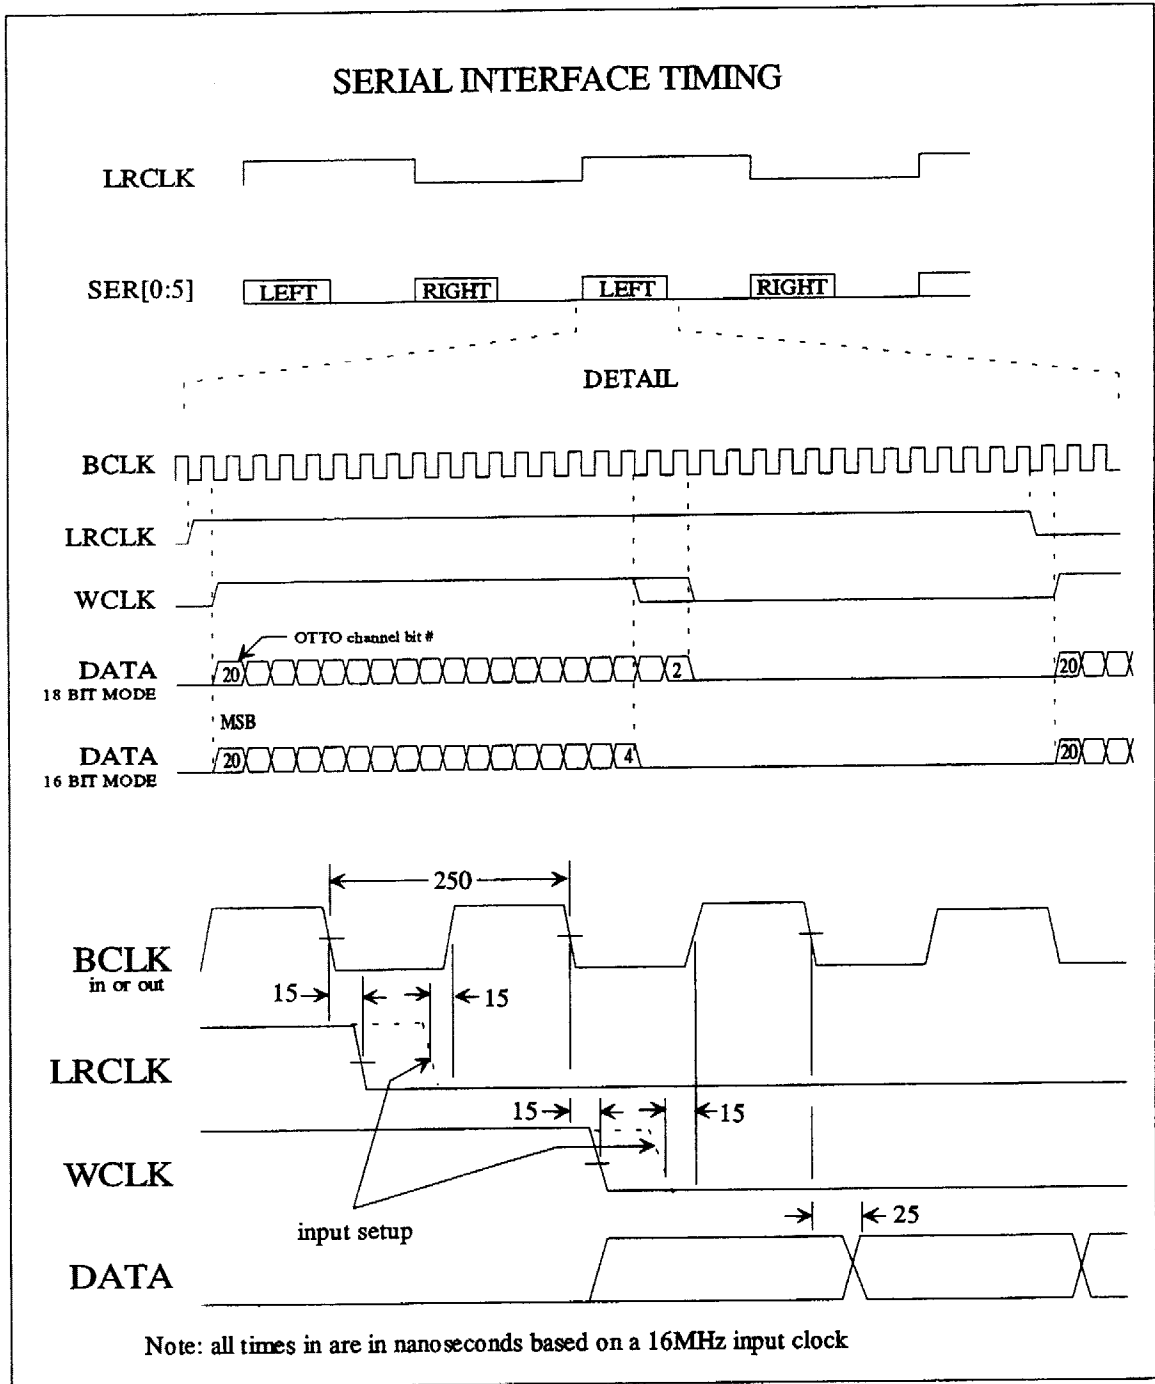 SERIAL INTERFACE TIMING
LRCLK
SER[0:5] LEFT RIGHT LEFT RIGHT
DETAIL
BCLK
LRCLK
WCLK
OTTO channel bit #
DATA 20 2 20
18 BIT MODE
MSB
DATA 20 4 20
16 BIT MODE
250
BCLK
in or out
15 15
LRCLK
15 15
WCLK
25
input setup
DATA
Note: all times in are in nanoseconds based on a 16MHz input clock